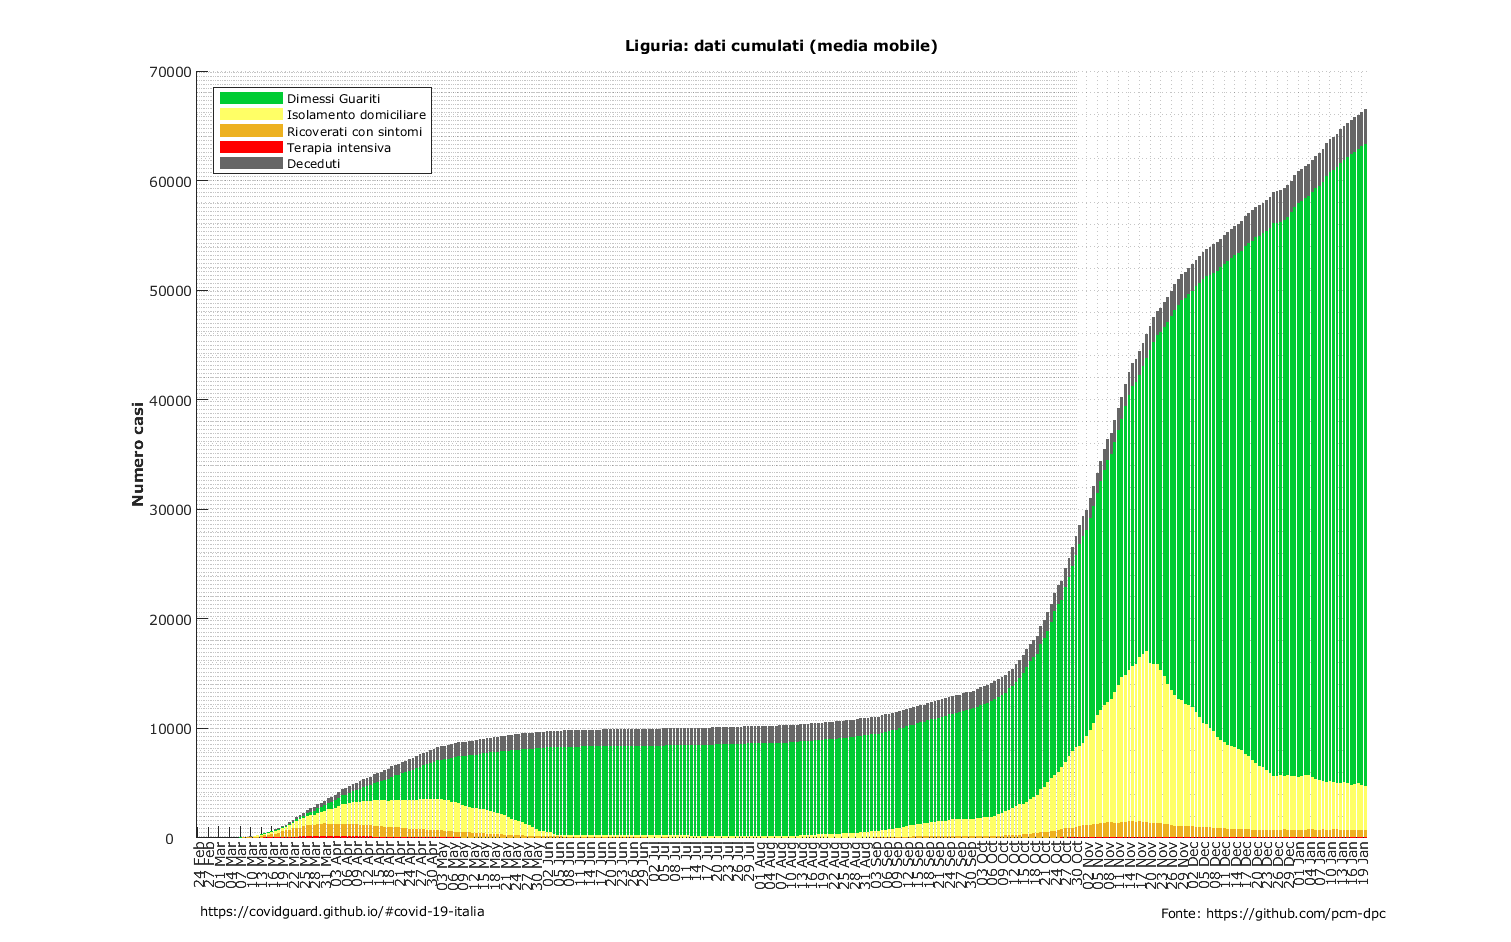 Liguria: dati cumulati (media mobile)
70000
Dimessi Guariti
Isolamento domiciliare
Ricoverati con sintomi
Terapia intensiva
Deceduti
60000
50000
40000
Numero casi
30000
20000
10000
0
24 Feb 27 Feb 01 Mar 04 Mar 07 Mar 10 Mar 13 Mar 16 Mar 19 Mar 22 Mar 25 Mar 28 Mar 31 Mar 03 Apr 06 Apr 09 Apr 12 Apr 15 Apr 18 Apr 21 Apr 24 Apr 27 Apr 30 Apr 03 May 06 May 09 May 12 May 15 May 18 May 21 May 24 May 27 May 30 May 02 Jun 05 Jun 08 Jun 11 Jun 14 Jun 17 Jun 20 Jun 23 Jun 26 Jun 29 Jun 02 Jul 05 Jul 08 Jul 11 Jul 14 Jul 17 Jul 20 Jul 23 Jul 26 Jul 29 Jul 01 Aug 04 Aug 07 Aug 10 Aug 13 Aug 16 Aug 19 Aug 22 Aug 25 Aug 28 Aug 31 Aug 03 Sep 06 Sep 09 Sep 12 Sep 15 Sep 18 Sep 21 Sep 24 Sep 27 Sep 30 Sep 03 Oct 06 Oct 09 Oct 12 Oct 15 Oct 18 Oct 21 Oct 24 Oct 27 Oct 30 Oct 02 Nov 05 Nov 08 Nov 11 Nov 14 Nov 17 Nov 20 Nov 23 Nov 26 Nov 29 Nov 02 Dec 05 Dec 08 Dec 11 Dec 14 Dec 17 Dec 20 Dec 23 Dec 26 Dec 29 Dec 01 Jan 04 Jan 07 Jan 10 Jan 13 Jan 16 Jan 19 Jan
https://covidguard.github.io/#covid-19-italia
Fonte: https://github.com/pcm-dpc